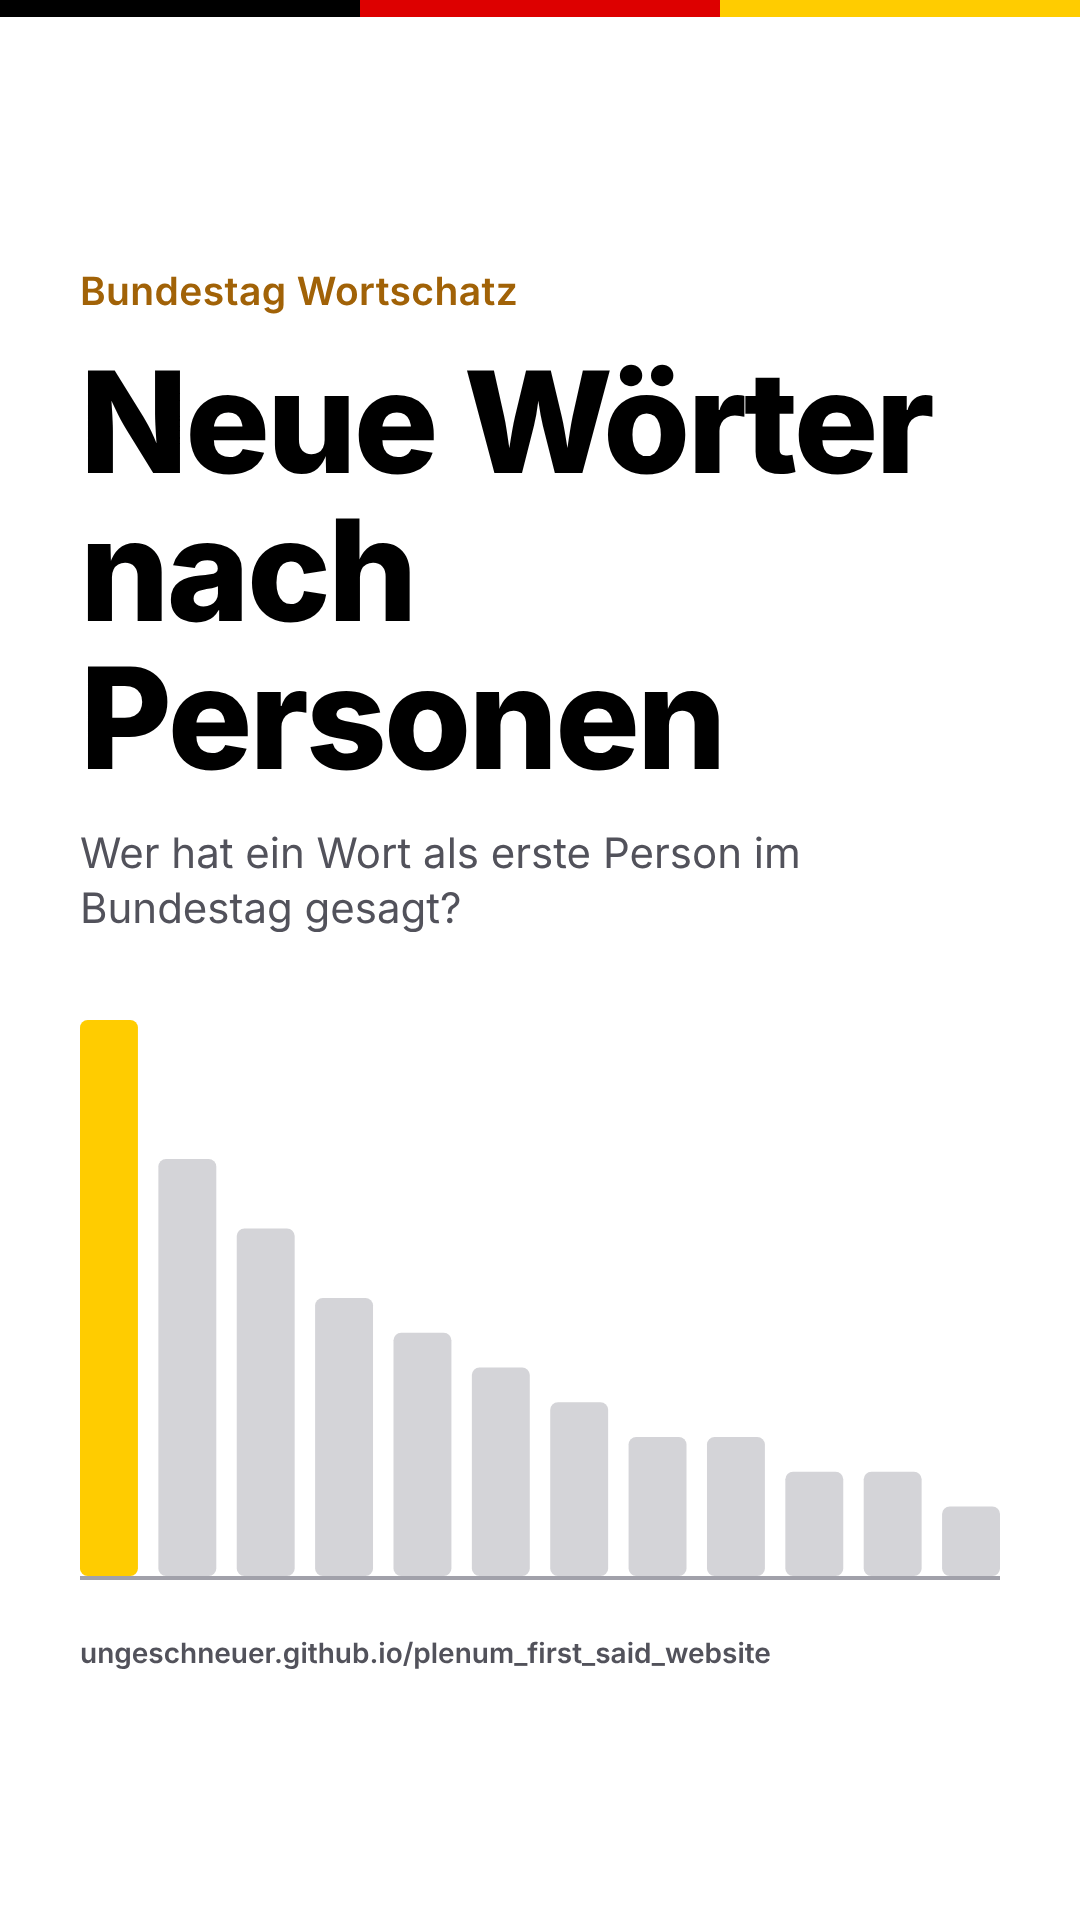 Bundestag Wortschatz
Neue Wörter
nach
Personen
Wer hat ein Wort als erste Person im
Bundestag gesagt?
ungeschneuer.github.io/plenum_first_said_website